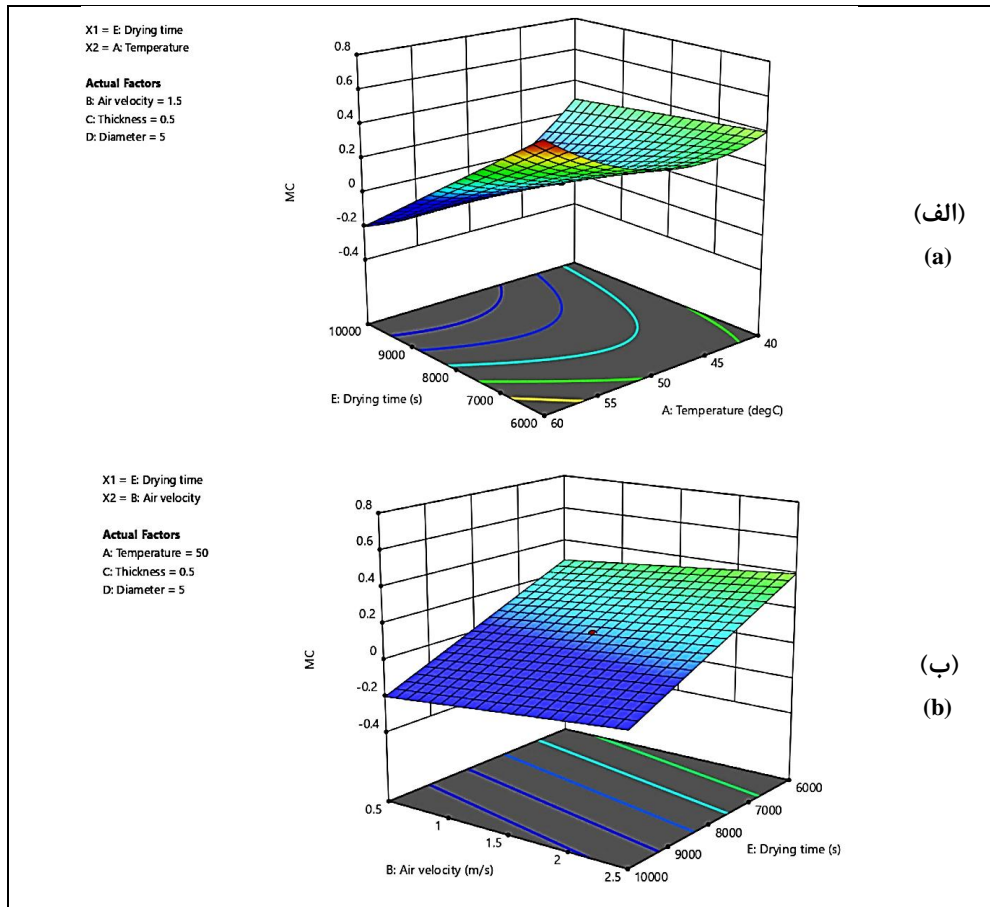 X1 = E: Drying time
X2 = A: Temperature
Actual Factors
B: Air velocity = 1.5
C: Thickness = 0.5
D: Diameter = 5
0.8
0.6
0.4
0.2
0
-0.2
-0.4
MC
10000
9000
8000
7000
6000
E: Drying time (s)
60
55
50
45
40
A: Temperature (degC)
(الف)
(a)
X1 = E: Drying time
X2 = B: Air velocity
Actual Factors
A: Temperature = 50
C: Thickness = 0.5
D: Diameter = 5
0.8
0.6
0.4
0.2
0
-0.2
-0.4
MC
0.5
1
1.5
2
2.5
B: Air velocity (m/s)
10000
9000
8000
7000
6000
E: Drying time (s)
(ب)
(b)